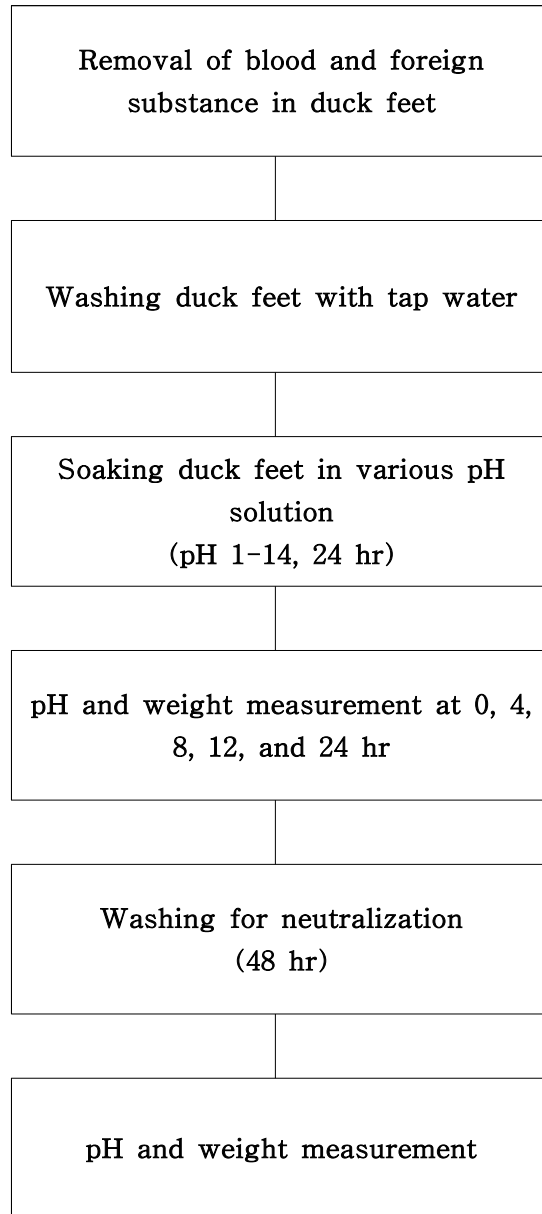 Removal of blood and foreign
substance in duck feet
Washing duck feet with tap water
Soaking duck feet in various pH
solution
(pH 1-14, 24 hr)
pH and weight measurement at 0, 4,
8, 12, and 24 hr
Washing for neutralization
(48 hr)
pH and weight measurement